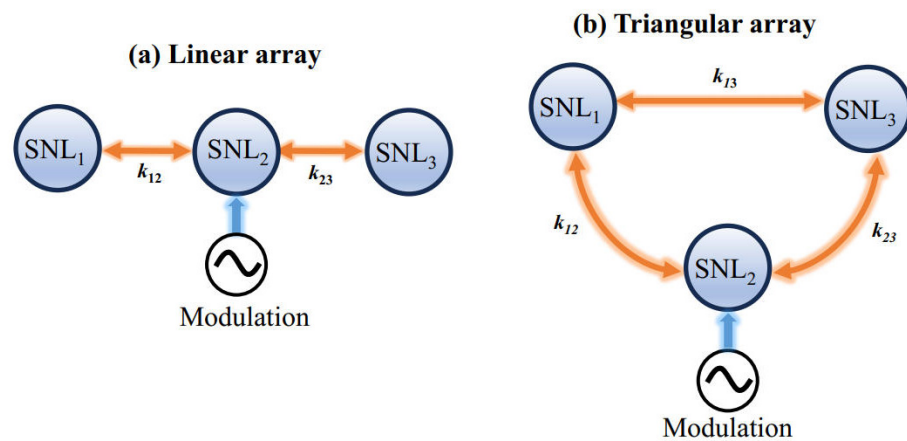 (a) Linear array
SNL₁
k₁₂
SNL₂
k₂₃
SNL₃
Modulation
(b) Triangular array
SNL₁
k₁₃
SNL₃
k₁₂
k₂₃
SNL₂
Modulation